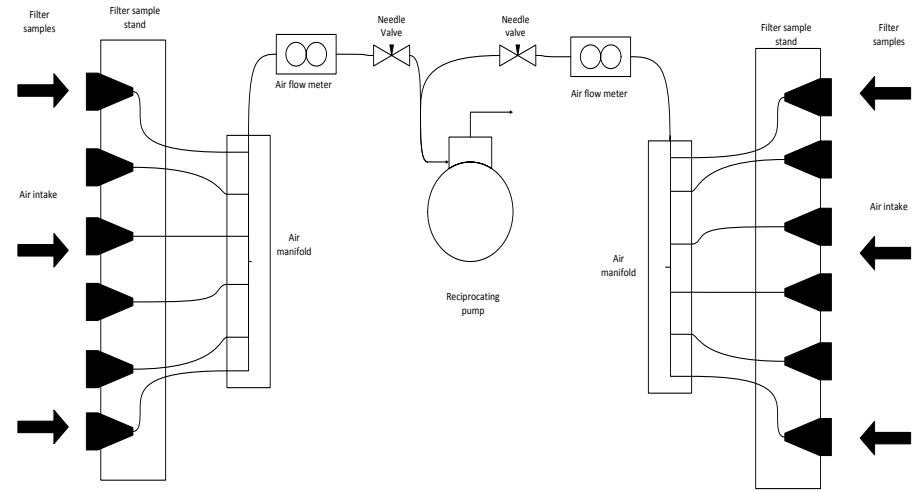 Filter
samples
Filter sample
stand
Needle
Valve
Needle
valve
Filter sample
stand
Filter
samples
Air flow meter
Air flow meter
Air intake
Air intake
Air
manifold
Air
manifold
Reciprocating
pump